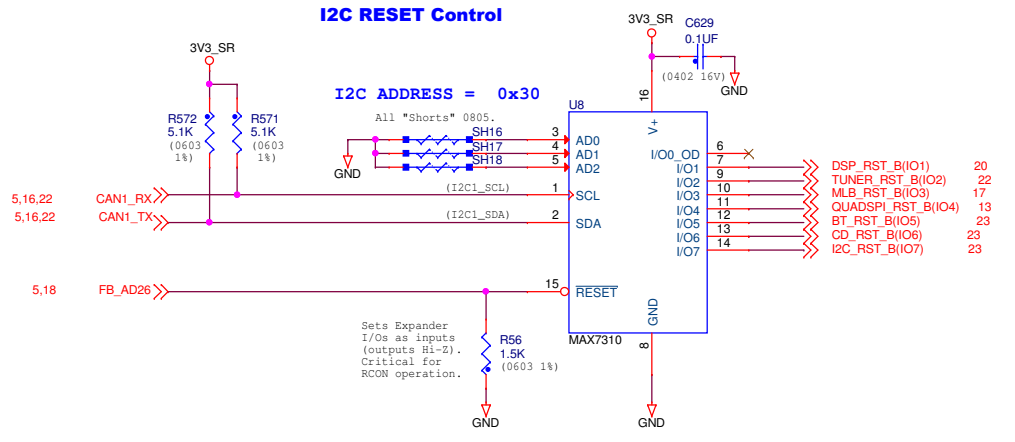 I2C RESET Control
3V3_SR
C629
0.1UF
(0402 16V)
GND
3V3_SR
I2C ADDRESS = 0x30
All "Shorts" 0805.
U8
16
V+
R572
5.1K
(0603
1%)
R571
5.1K
(0603
1%)
SH16
SH17
SH18
GND
3
AD0
4
AD1
5
AD2
I/O0_OD
6
I/O1
7
DSP_RST_B(IO1)
20
I/O2
9
TUNER_RST_B(IO2)
22
I/O3
10
MLB_RST_B(IO3)
17
I/O4
11
QUADSPI_RST_B(IO4)
13
I/O5
12
BT_RST_B(IO5)
23
I/O6
13
CD_RST_B(IO6)
23
I/O7
14
I2C_RST_B(IO7)
23
5,16,22
CAN1_RX
(I2C1_SCL)
1
SCL
5,16,22
CAN1_TX
(I2C1_SDA)
2
SDA
5,18
FB_AD26
15
RESET
GND
8
MAX7310
Sets Expander
I/Os as inputs
(outputs Hi-Z).
Critical for
RCON operation.
R56
1.5K
(0603 1%)
GND
GND